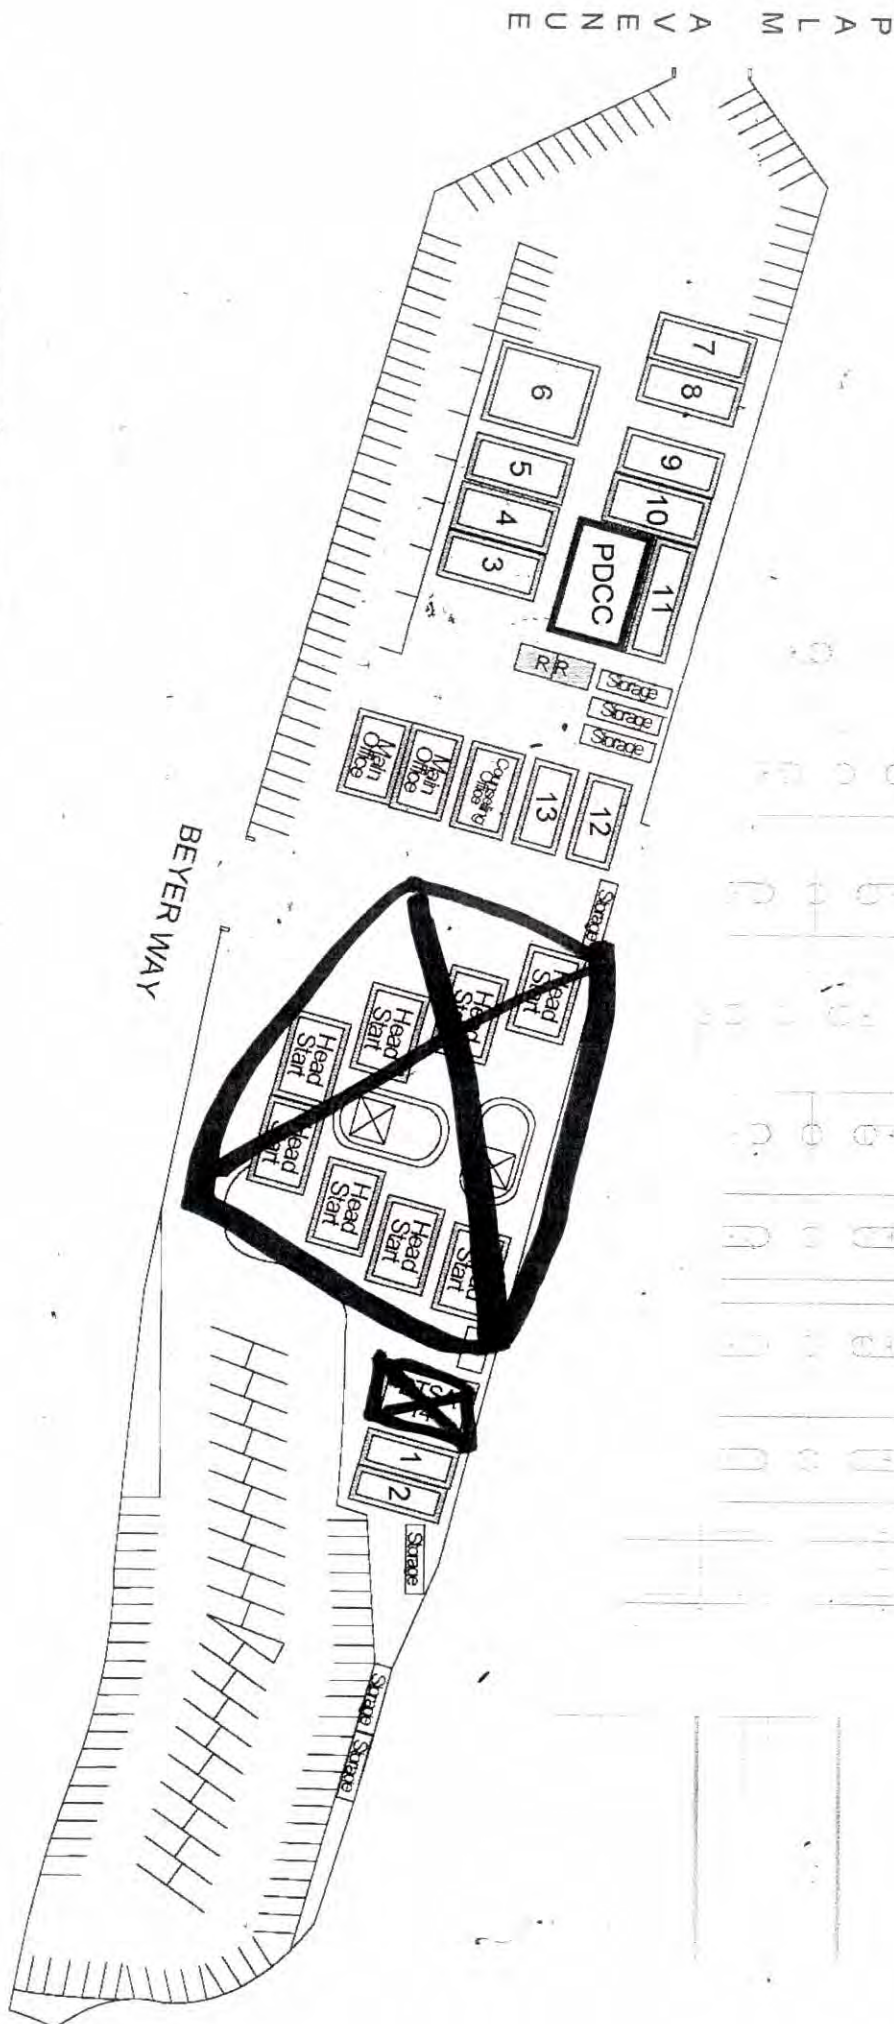 PALM AVENUE
7
8
6
9
5
10
4
3
PDCC
11
RR
Storage
Storage
Storage
Main
Office
Main
Office
Counseling
Office
13
12
BEYER WAY
Storage
Head
Start
Head
Start
Head
Start
Head
Start
Head
Start
Head
Start
Head
Start
Head
Start
1
2
Storage
Storage
Storage